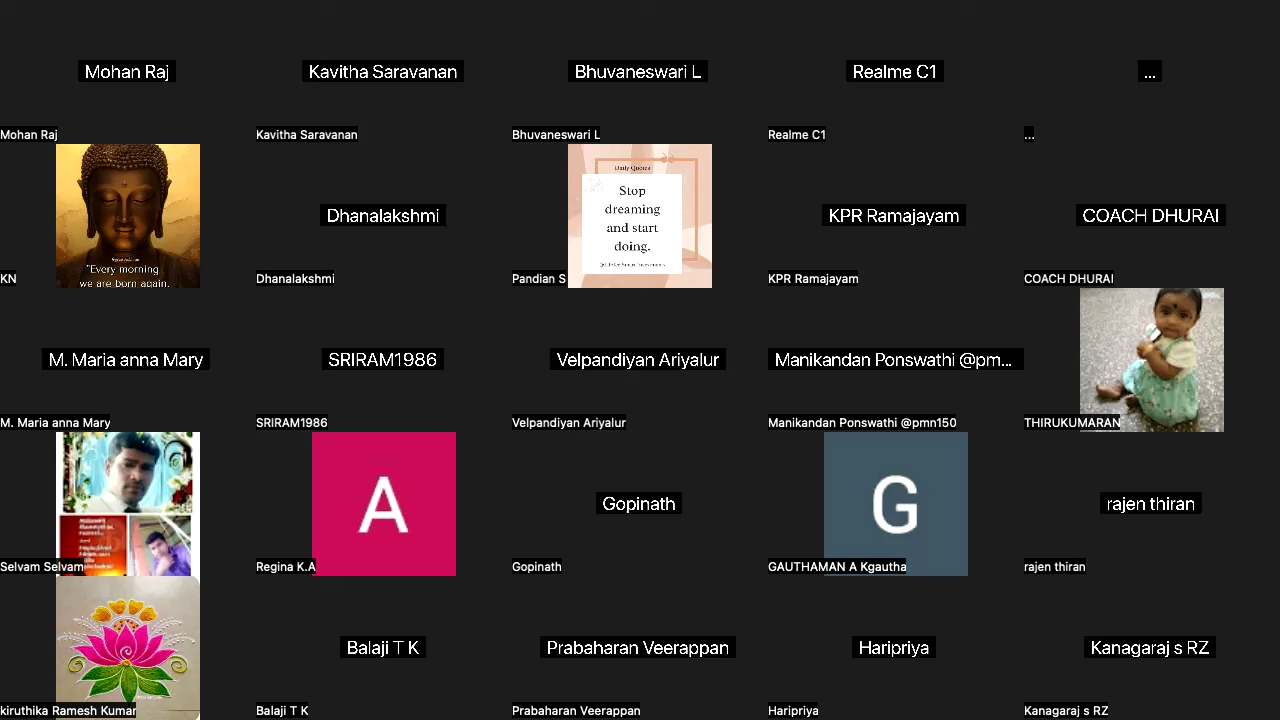 Mohan Raj
Kavitha Saravanan
Bhuvaneswari L
Realme C1
...
Mohan Raj
Kavitha Saravanan
Bhuvaneswari L
Realme C1
...
"Every morning
we are born again.
KN
Dhanalakshmi
Dhanalakshmi
Daily Quotes
Stop
dreaming
and start
doing.
Pandian S
KPR Ramajayam
KPR Ramajayam
COACH DHURAI
COACH DHURAI
M. Maria anna Mary
SRIRAM1986
Velpandiyan Ariyalur
Manikandan Ponswathi @pm...
M. Maria anna Mary
SRIRAM1986
Velpandiyan Ariyalur
Manikandan Ponswathi @pmn150
THIRUKUMARAN
A
Gopinath
G
rajen thiran
Selvam Selvam
Regina K.A
Gopinath
GAUTHAMAN A Kgautha
rajen thiran
Balaji T K
Prabaharan Veerappan
Haripriya
Kanagaraj s RZ
kiruthika Ramesh Kumar
Balaji T K
Prabaharan Veerappan
Haripriya
Kanagaraj s RZ